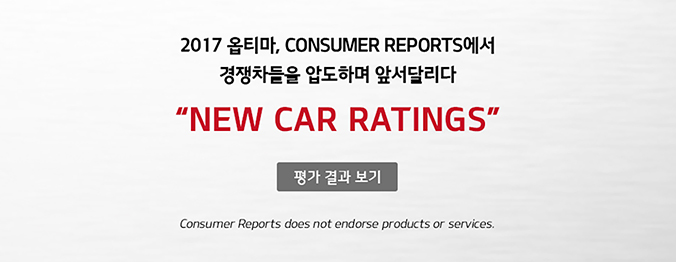 2017 옵티마, CONSUMER REPORTS에서
경쟁차들을 압도하며 앞서달리다
“NEW CAR RATINGS”
평가 결과 보기
Consumer Reports does not endorse products or services.